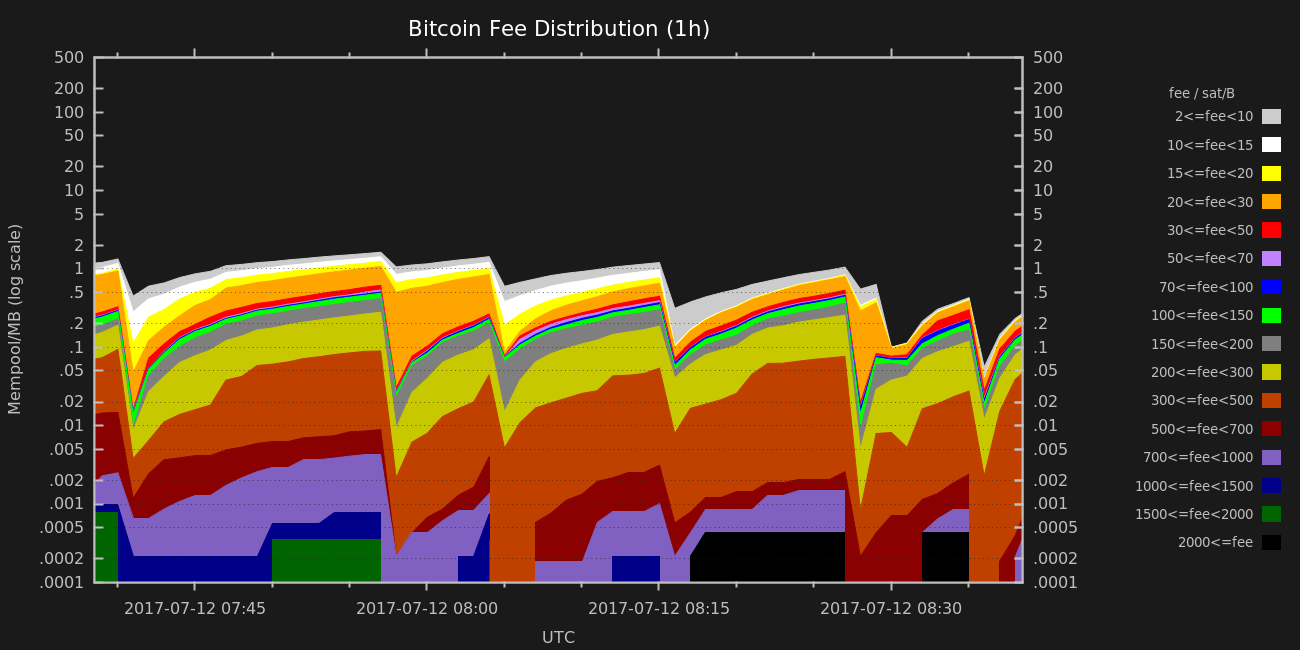 Bitcoin Fee Distribution (1h)
500 500
200 200
100 100
50 50
20 20
10 10
5 5
2 2
1 1
.5 .5
.2 .2
.1 .1
.05 .05
.02 .02
.01 .01
.005 .005
.002 .002
.001 .001
.0005 .0005
.0002 .0002
.0001 .0001
Mempool/MB (log scale)
2017-07-12 07:45 2017-07-12 08:00 2017-07-12 08:15 2017-07-12 08:30
UTC
fee / sat/B
2<=fee<10
10<=fee<15
15<=fee<20
20<=fee<30
30<=fee<50
50<=fee<70
70<=fee<100
100<=fee<150
150<=fee<200
200<=fee<300
300<=fee<500
500<=fee<700
700<=fee<1000
1000<=fee<1500
1500<=fee<2000
2000<=fee